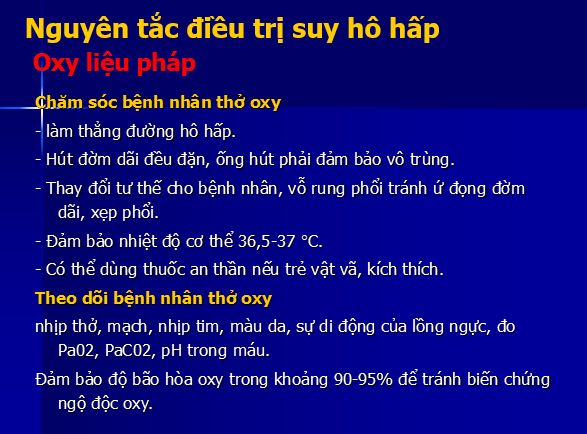 Nguyên tắc điều trị suy hô hấp
Oxy liệu pháp
Chăm sóc bệnh nhân thở oxy
- làm thẳng đường hô hấp.
- Hút đờm dãi đều đặn, ống hút phải đảm bảo vô trùng.
- Thay đổi tư thế cho bệnh nhân, vỗ rung phổi tránh ứ đọng đờm
dãi, xẹp phổi.
- Đảm bảo nhiệt độ cơ thể 36,5-37 °C.
- Có thể dùng thuốc an thần nếu trẻ vật vã, kích thích.
Theo dõi bệnh nhân thở oxy
nhịp thở, mạch, nhịp tim, màu da, sự di động của lồng ngực, đo
Pa02, PaC02, pH trong máu.
Đảm bảo độ bão hòa oxy trong khoảng 90-95% để tránh biến chứng
ngộ độc oxy.